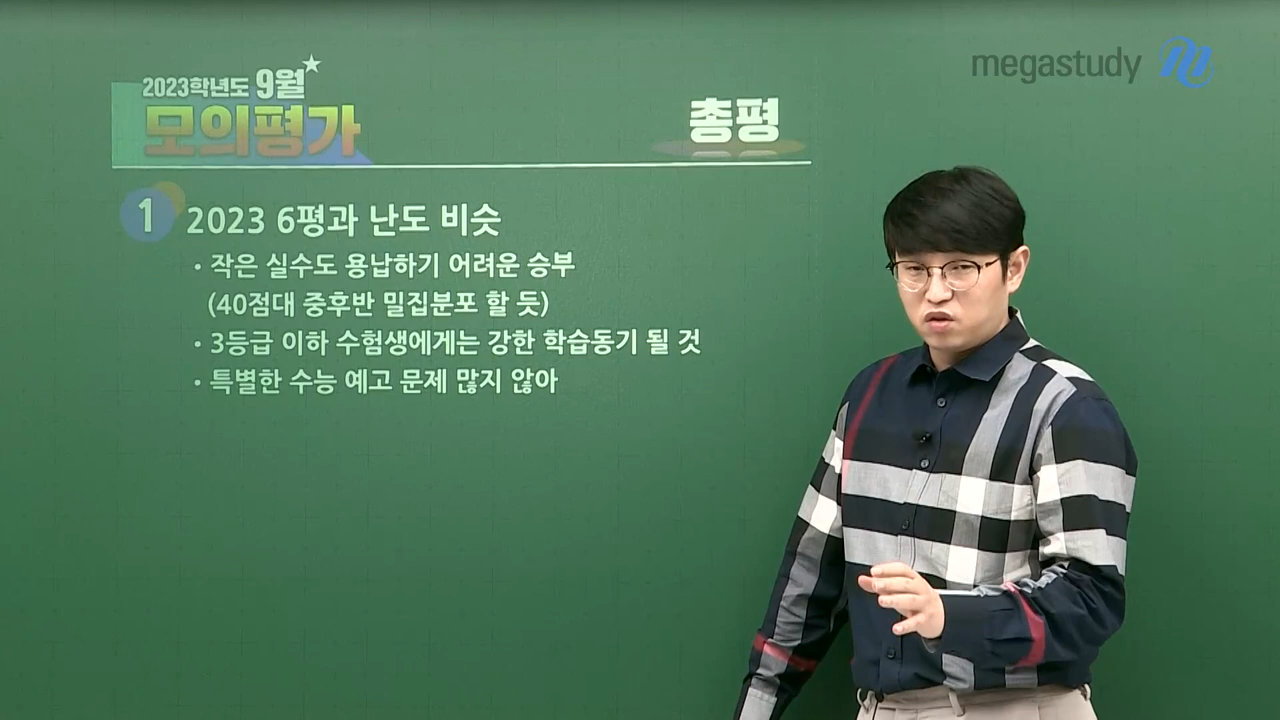 megastudy
2023학년도 9월
모의평가
총평
1 2023 6평과 난도 비슷
• 작은 실수도 용납하기 어려운 승부
(40점대 중후반 밀집분포 할 듯)
• 3등급 이하 수험생에게는 강한 학습동기 될 것
• 특별한 수능 예고 문제 많지 않아